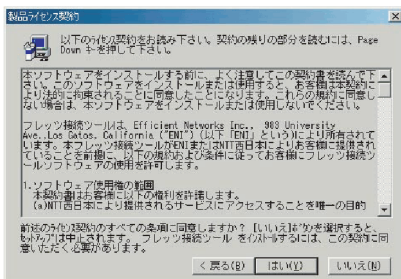 製品ライセンス契約
以下のライセンス契約をお読み下さい。契約の残りの部分を読むには、Page
Down キーを押して下さい。
本ソフトウェアをインストールする前に、よく注意してこの契約書を読んで下
さい。このソフトウェアをインストールまたは使用すると、お客様は本契約に
より法的に拘束されることに同意したことになります。これらの規約に同意し
ない場合は、本ソフトウェアをインストールまたは使用しないでください。
フレッツ接続ツールは、Efficient Networks Inc., 983 University
Ave.,Los Gatos, California ("ENI") (以下「ENI」という)により所有されて
います。本フレッツ接続ツールがENIまたはNTT西日本によりお客様に提供され
ていることを前提に、以下の規約および条件に従ってお客様にフレッツ接続ツ
ールソフトウェアの使用を許可します。
1.ソフトウェア使用権の範囲
本契約書はお客様に以下の権利を許諾します。
(a)NTT西日本により提供されるサービスにアクセスすることを唯一の目的
前述のライセンス契約のすべての条項に同意しますか? [いいえ]ボタンを選択すると、
セットアップは中止されます。 フレッツ接続ツール をインストールするには、この契約に同
意いただく必要があります。
< 戻る(B) はい(Y) いいえ(N)